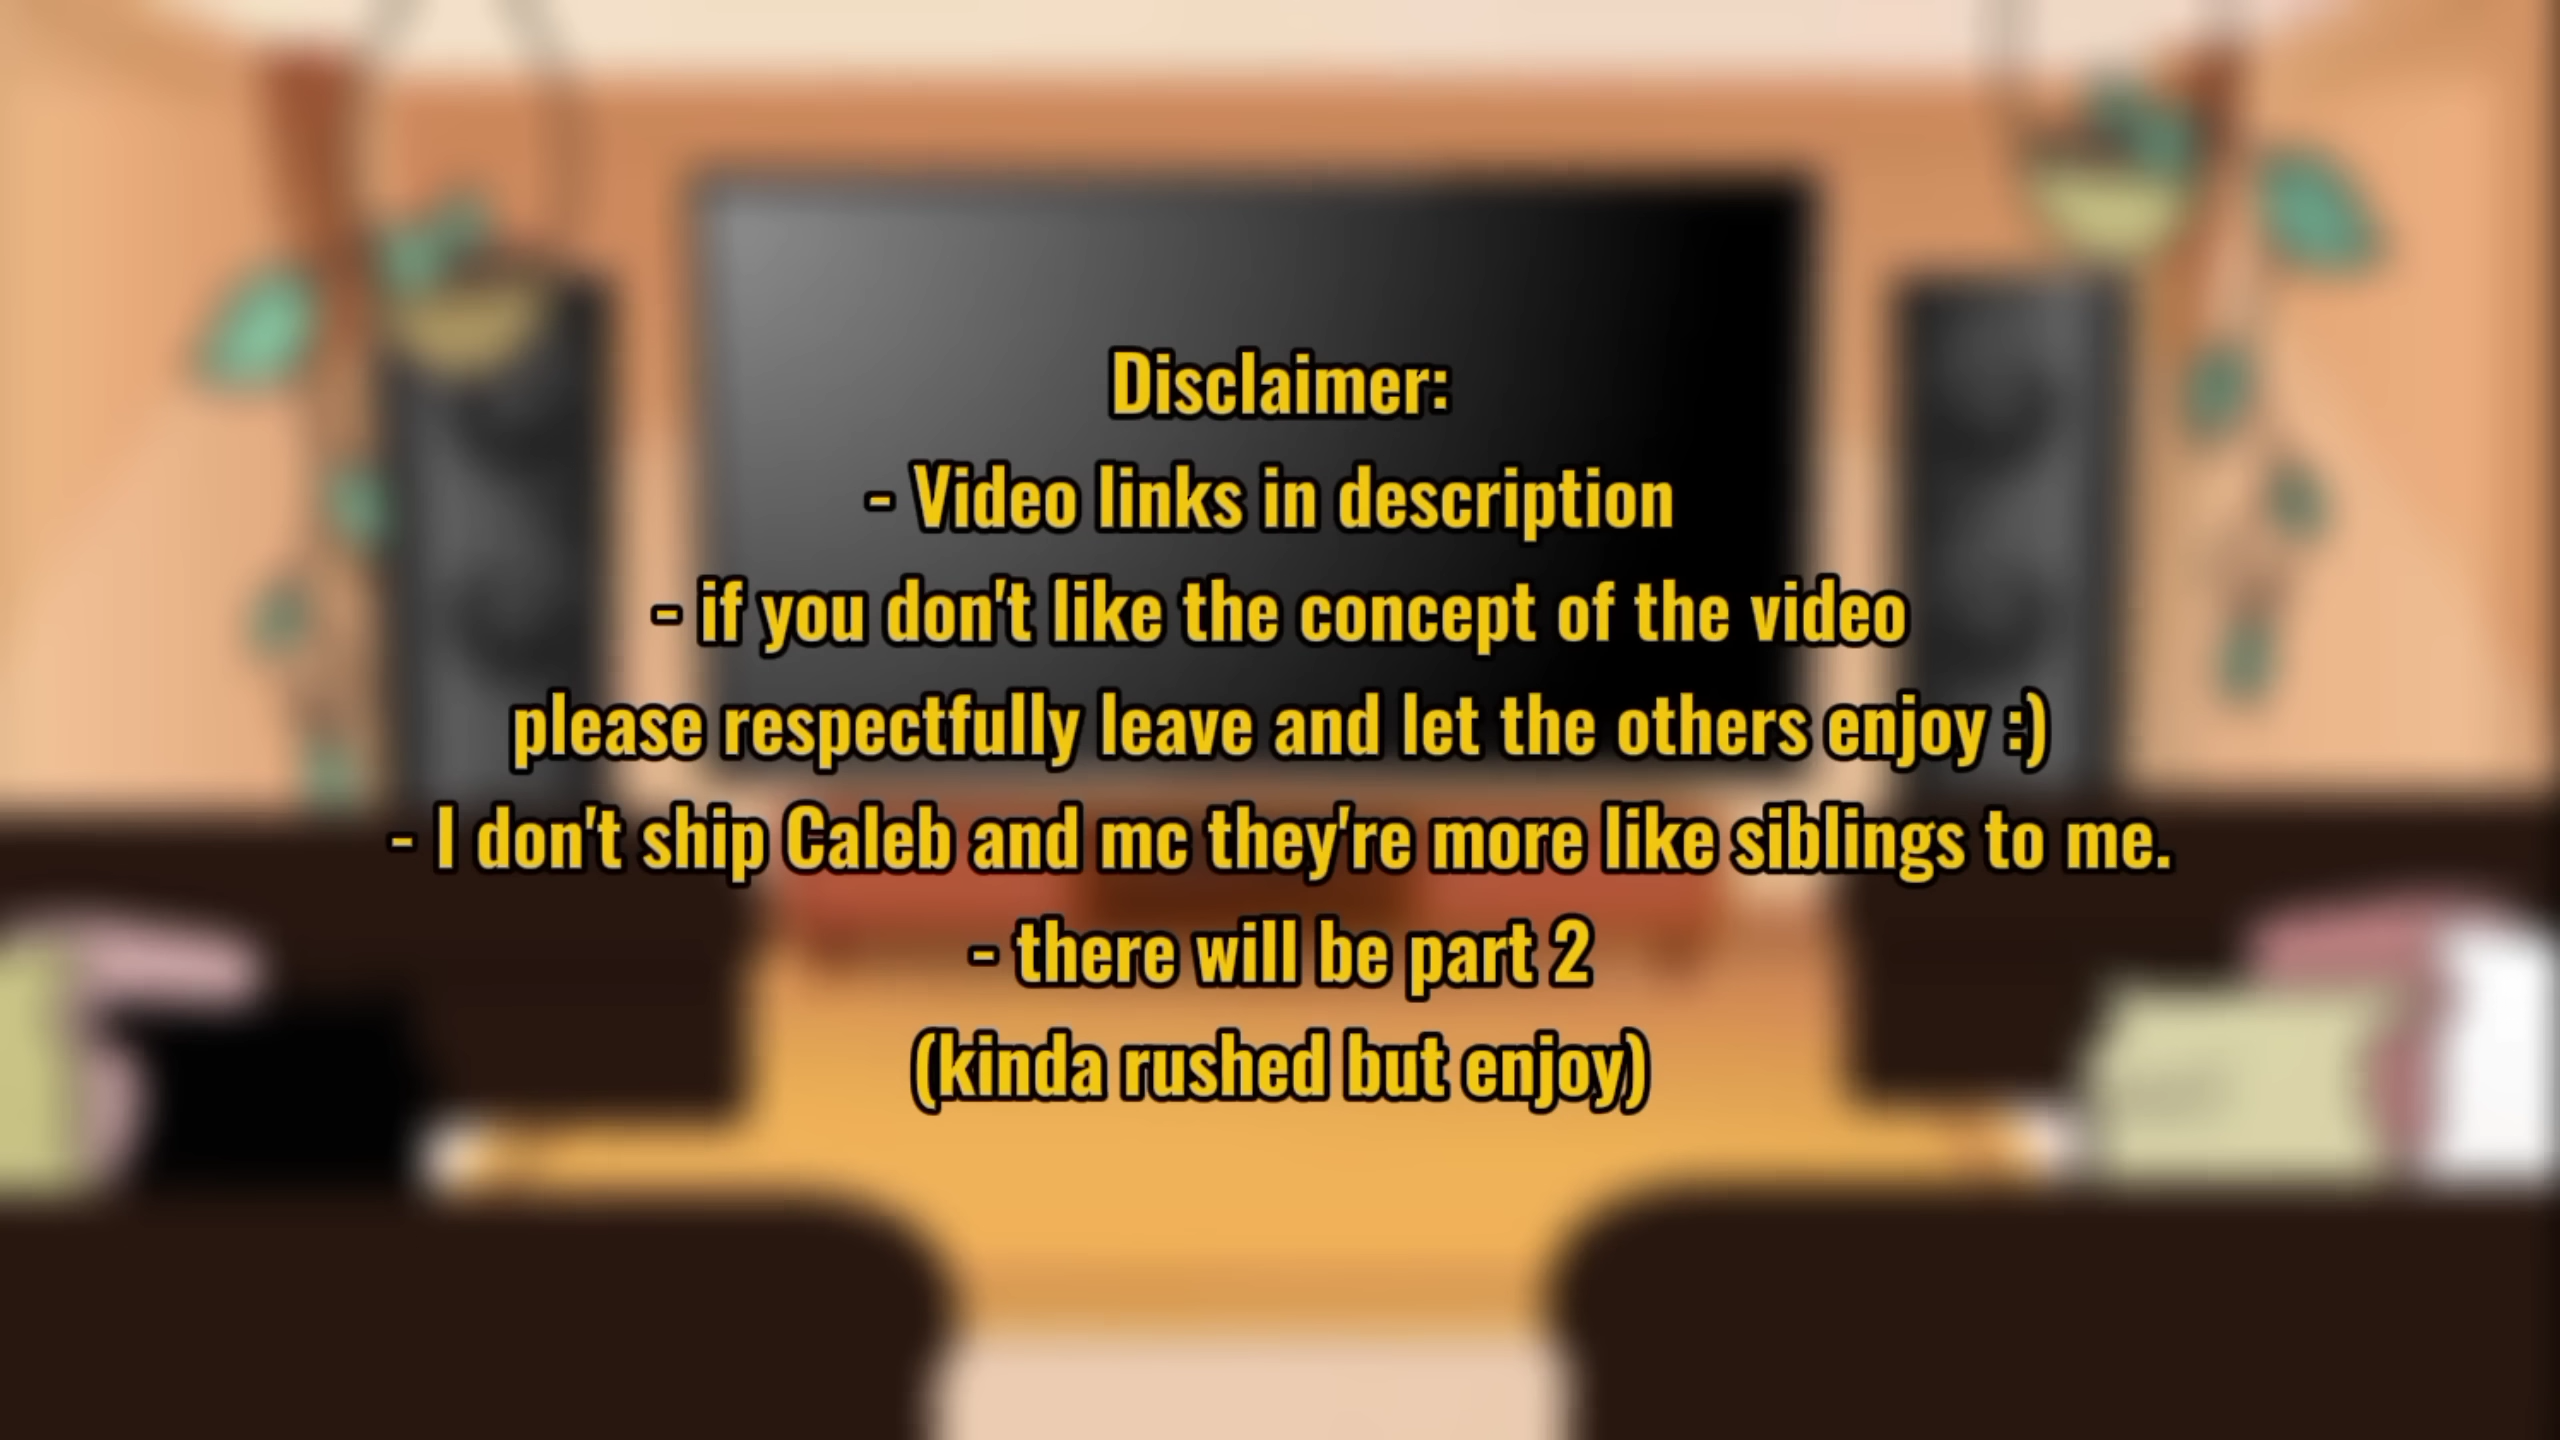 Disclaimer:
- Video links in description
- if you don't like the concept of the video
please respectfully leave and let the others enjoy :)
- I don't ship Caleb and mc they're more like siblings to me.
- there will be part 2
(kinda rushed but enjoy)